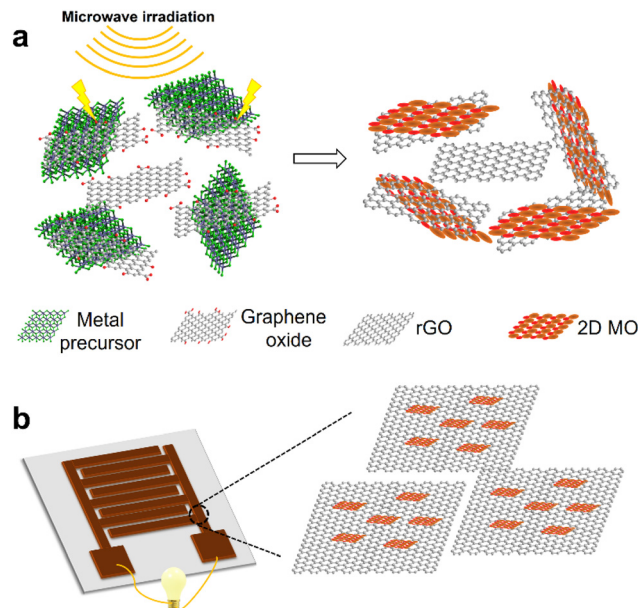 Microwave irradiation
a
Metal
precursor
Graphene
oxide
rGO
2D MO
b